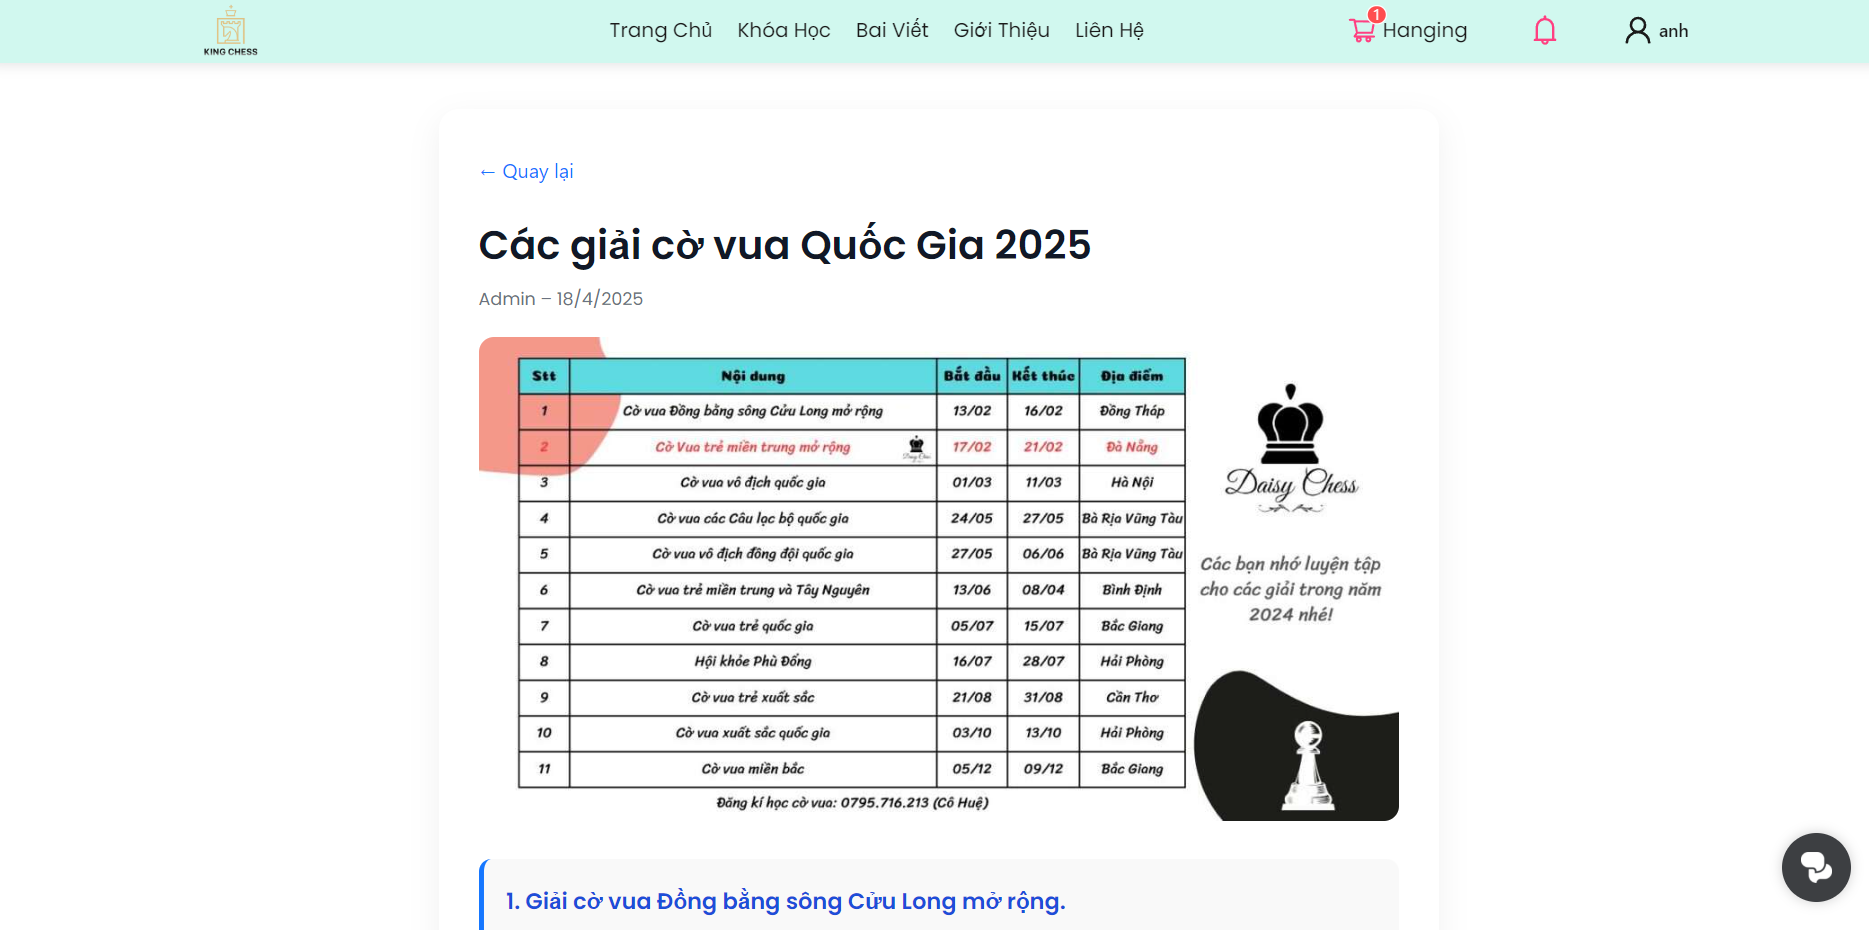 KING CHESS
Trang Chủ Khóa Học Bai Viết Giới Thiệu Liên Hệ
1
Hanging
anh
← Quay lại
Các giải cờ vua Quốc Gia 2025
Admin – 18/4/2025
Stt Nội dung Bắt đầu Kết thúc Địa điểm
1 Cờ vua Đồng bằng sông Cửu Long mở rộng 13/02 16/02 Đồng Tháp
2 Cờ Vua trẻ miền trung mở rộng Daisy Chess 17/02 21/02 Đà Nẵng
3 Cờ vua vô địch quốc gia 01/03 11/03 Hà Nội
4 Cờ vua các Câu lạc bộ quốc gia 24/05 27/05 Bà Rịa Vũng Tàu
5 Cờ vua vô địch đồng đội quốc gia 27/05 06/06 Bà Rịa Vũng Tàu
6 Cờ vua trẻ miền trung và Tây Nguyên 13/06 08/04 Bình Định
7 Cờ vua trẻ quốc gia 05/07 15/07 Bắc Giang
8 Hội khỏe Phù Đổng 16/07 28/07 Hải Phòng
9 Cờ vua trẻ xuất sắc 21/08 31/08 Cần Thơ
10 Cờ vua xuất sắc quốc gia 03/10 13/10 Hải Phòng
11 Cờ vua miền bắc 05/12 09/12 Bắc Giang
Đăng kí học cờ vua: 0795.716.213 (Cô Huệ)
Daisy Chess
Các bạn nhớ luyện tập
cho các giải trong năm
2024 nhé!
1. Giải cờ vua Đồng bằng sông Cửu Long mở rộng.